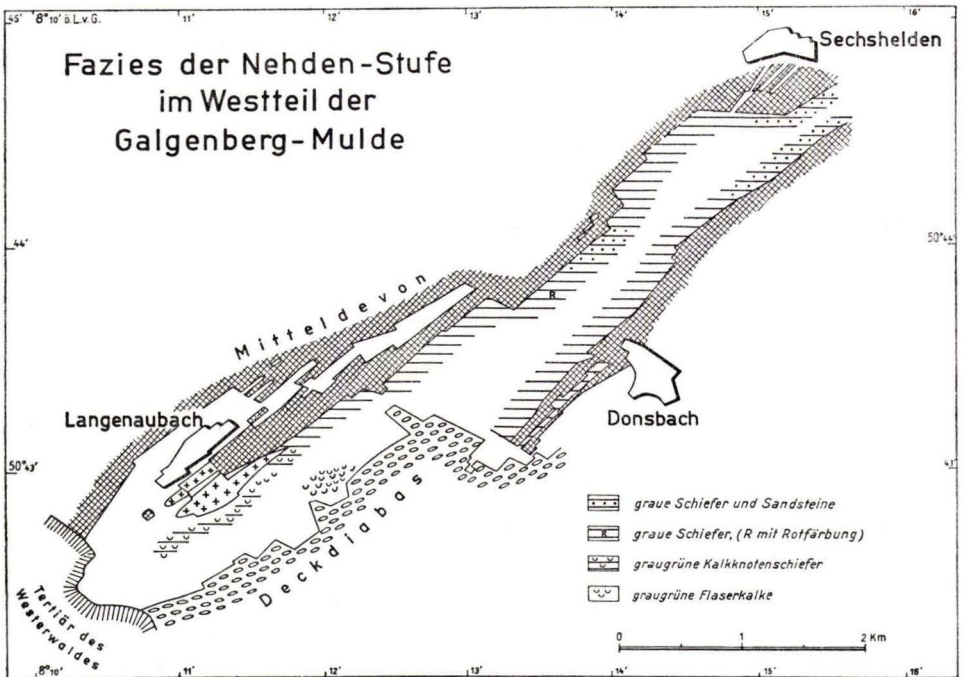 45' 8°10' ö.L.v.G. 11' 12' 13' 14' 15' 16'
Sechshelden
Fazies der Nehden-Stufe
im Westteil der
Galgenberg-Mulde
44' 50°44'
R
Mitteldevon
Langenaubach
Donsbach
50°43' 43'
Deckdiabas
graue Schiefer und Sandsteine
R graue Schiefer, (R mit Rotfärbung)
graugrüne Kalkknotenschiefer
graugrüne Flaserkalke
Tertiär des
Westerwaldes
0 1 2 Km
8°10' 11' 12' 13' 14' 15' 16'